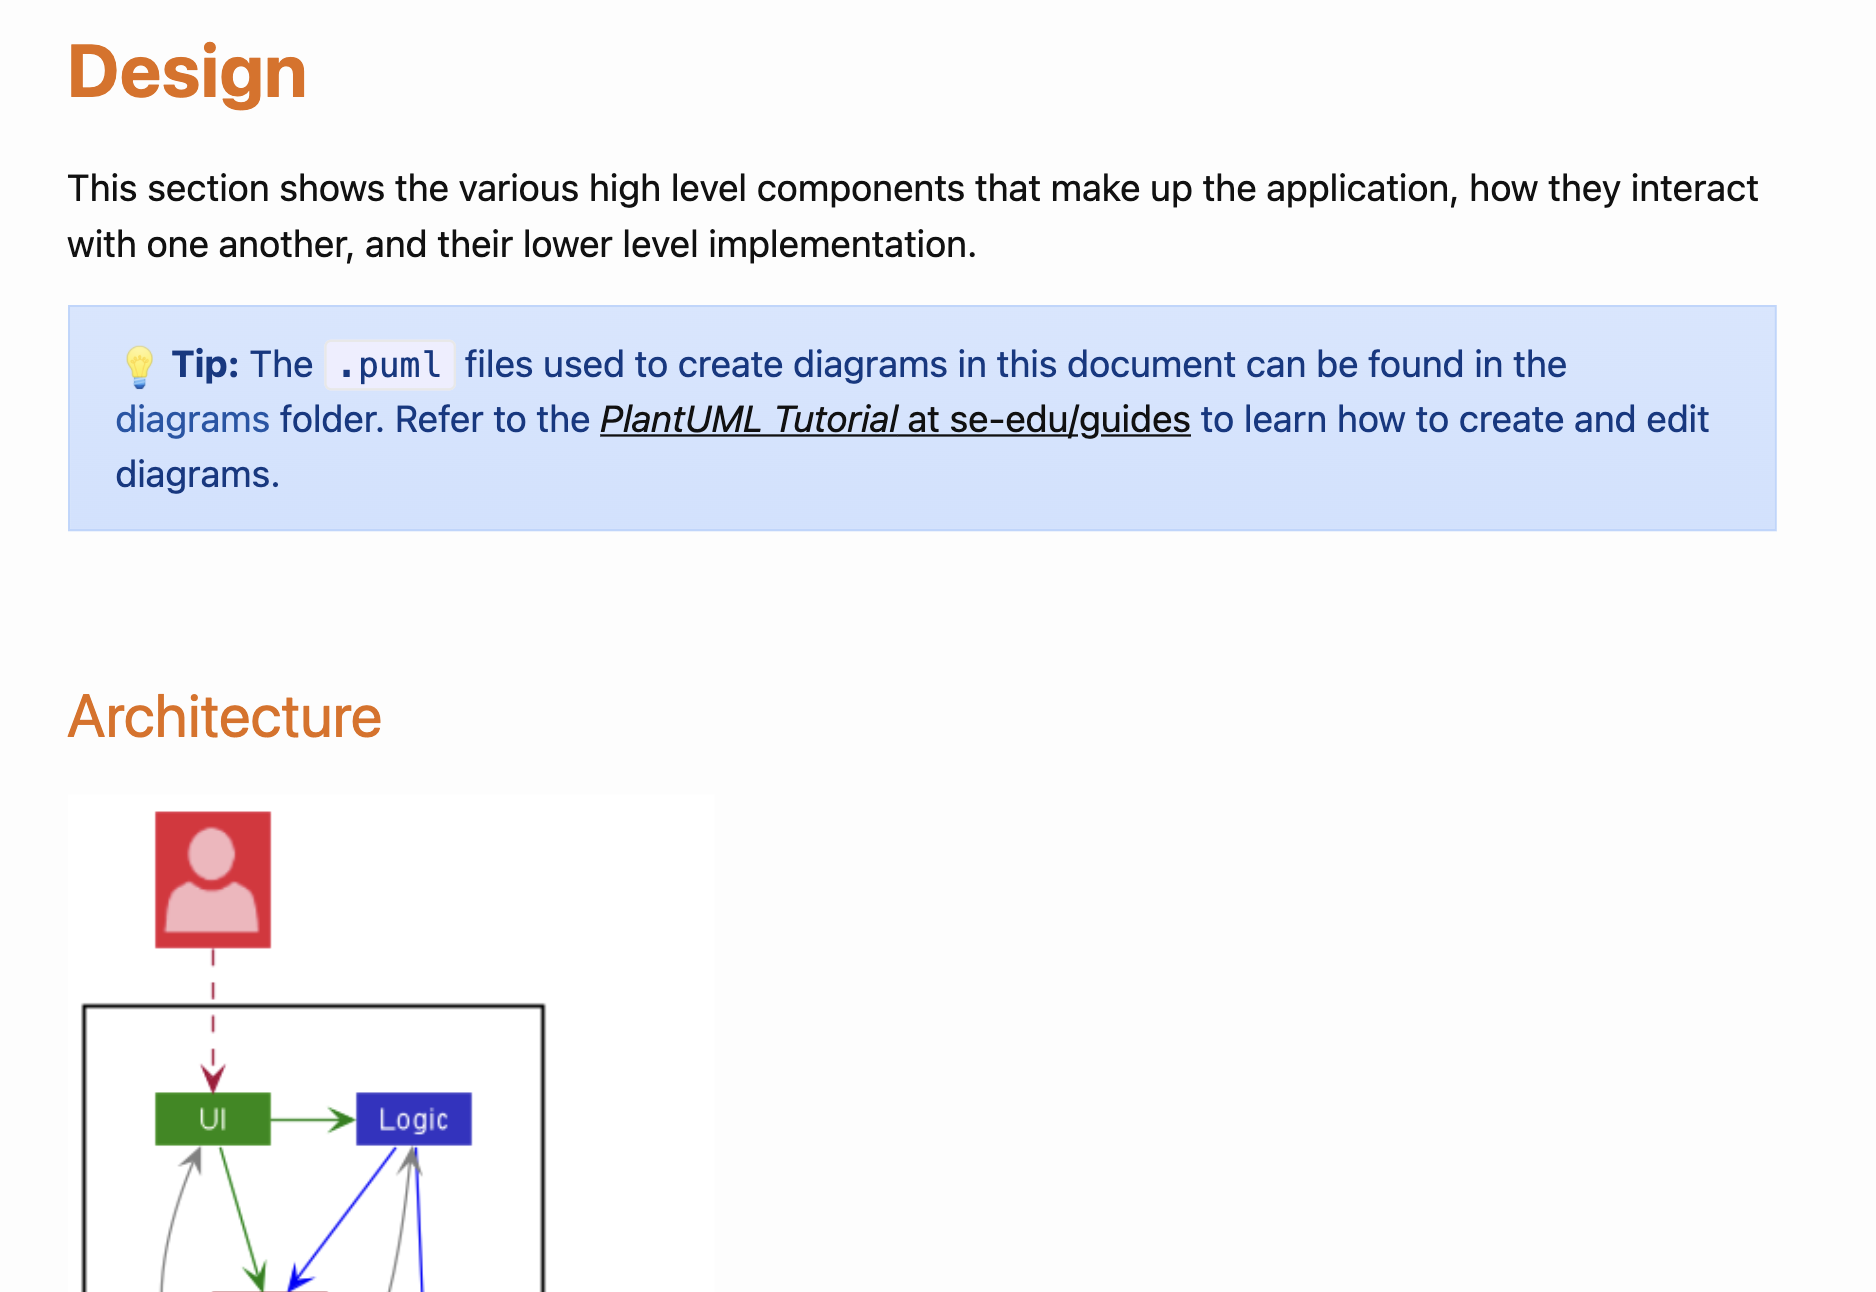 Design
This section shows the various high level components that make up the application, how they interact
with one another, and their lower level implementation.
💡 Tip: The .puml files used to create diagrams in this document can be found in the
diagrams folder. Refer to the PlantUML Tutorial at se-edu/guides to learn how to create and edit
diagrams.
Architecture
UI
Logic